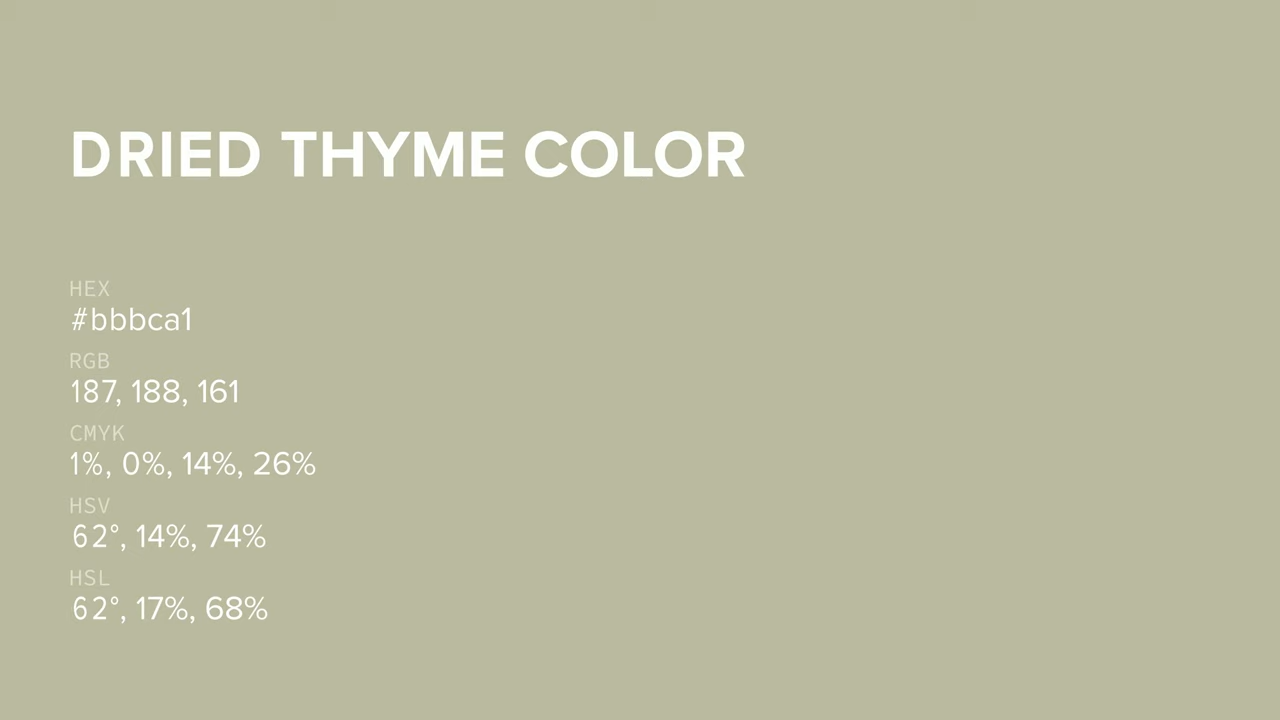 DRIED THYME COLOR
HEX
#bbbca1
RGB
187, 188, 161
CMYK
1%, 0%, 14%, 26%
HSV
62°, 14%, 74%
HSL
62°, 17%, 68%